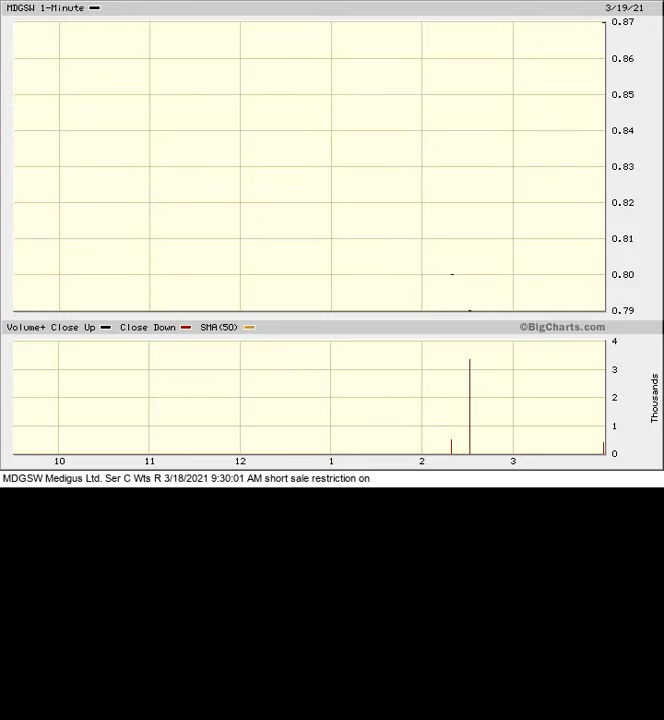 MDGSW 1-Minute 3/19/21
0.87
0.86
0.85
0.84
0.83
0.82
0.81
0.80
0.79
Volume+ Close Up Close Down SMA(50) ©BigCharts.com
4
3
2
1
0
Thousands
10 11 12 1 2 3
MDGSW Medigus Ltd. Ser C Wts R 3/18/2021 9:30:01 AM short sale restriction on